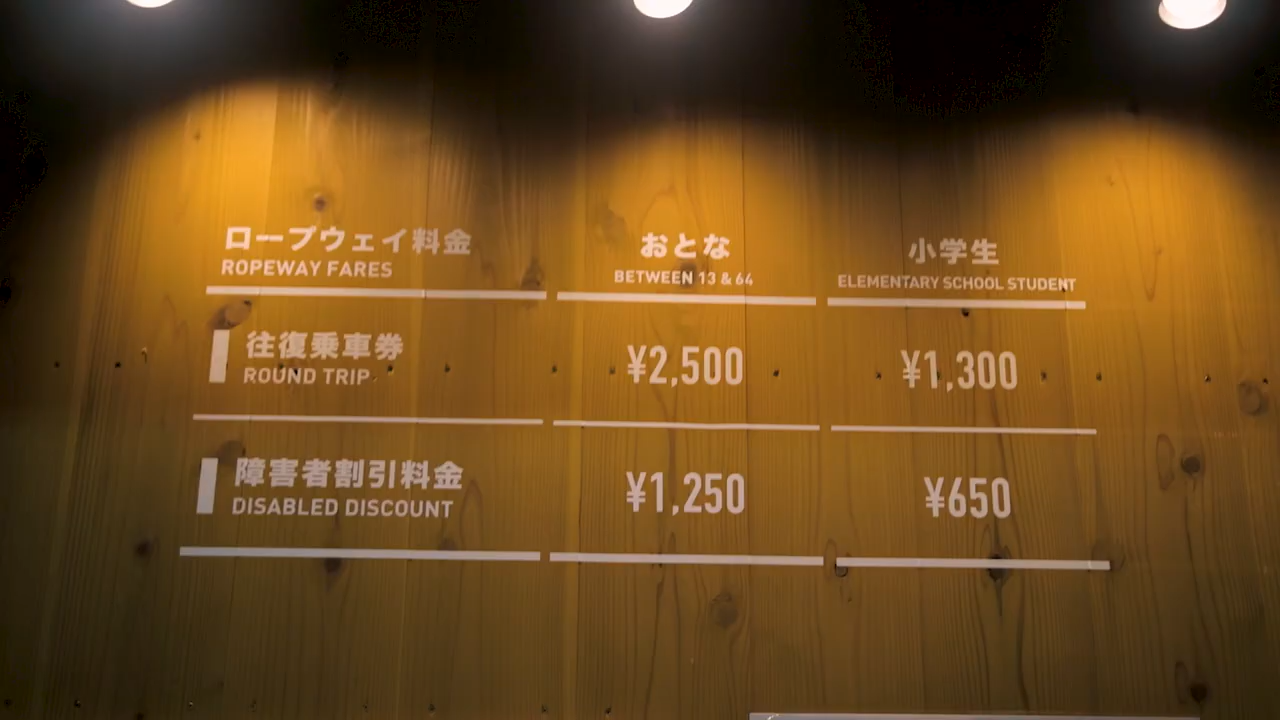 ロープウェイ料金
ROPEWAY FARES
おとな
BETWEEN 13 & 64
小学生
ELEMENTARY SCHOOL STUDENT
往復乗車券
ROUND TRIP
¥2,500
¥1,300
障害者割引料金
DISABLED DISCOUNT
¥1,250
¥650